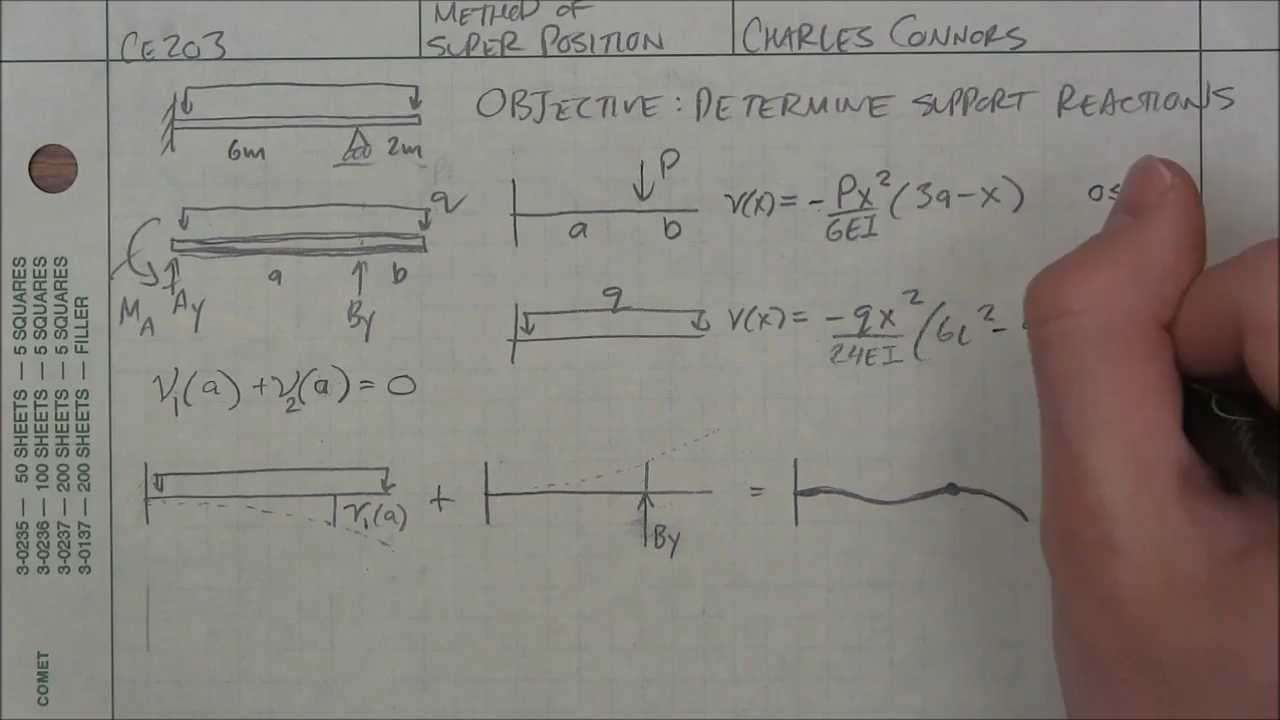 CE203
METHOD OF
SUPER POSITION
CHARLES CONNORS
OBJECTIVE: DETERMINE SUPPORT REACTIONS
6m
2m
P
a
b
v(x) = -Px²/6EI (3a-x)
q
a
b
M_A
Ay
By
q
v(x) = -qx²/24EI (6L² -
v₁(a) + v₂(a) = 0
v₁(a)
+
By
=
3-0235 — 50 SHEETS — 5 SQUARES
3-0236 — 100 SHEETS — 5 SQUARES
3-0237 — 200 SHEETS — 5 SQUARES
3-0137 — 200 SHEETS — FILLER
COMET